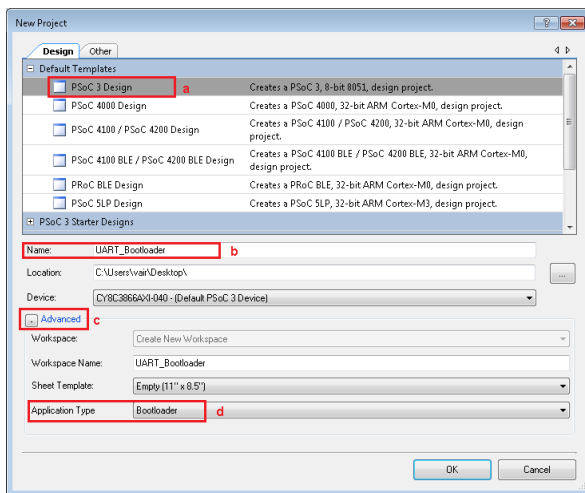 New Project
Design Other
Default Templates
PSoC 3 Design a Creates a PSoC 3, 8-bit 8051, design project.
PSoC 4000 Design Creates a PSoC 4000, 32-bit ARM Cortex-M0, design project.
PSoC 4100 / PSoC 4200 Design Creates a PSoC 4100 / PSoC 4200, 32-bit ARM Cortex-M0, design
project.
PSoC 4100 BLE / PSoC 4200 BLE Design Creates a PSoC 4100 BLE / PSoC 4200 BLE, 32-bit ARM Cortex-M0,
design project.
PRoC BLE Design Creates a PRoC BLE, 32-bit ARM Cortex-M0, design project.
PSoC 5LP Design Creates a PSoC 5LP, 32-bit ARM Cortex-M3, design project.
PSoC 3 Starter Designs
Name: UART_Bootloader b
Location: C:\Users\vair\Desktop\ ...
Device: CY8C3866AXI-040 - (Default PSoC 3 Device)
Advanced c
Workspace: Create New Workspace
Workspace Name: UART_Bootloader
Sheet Template: Empty (11" x 8.5")
Application Type Bootloader d
OK Cancel